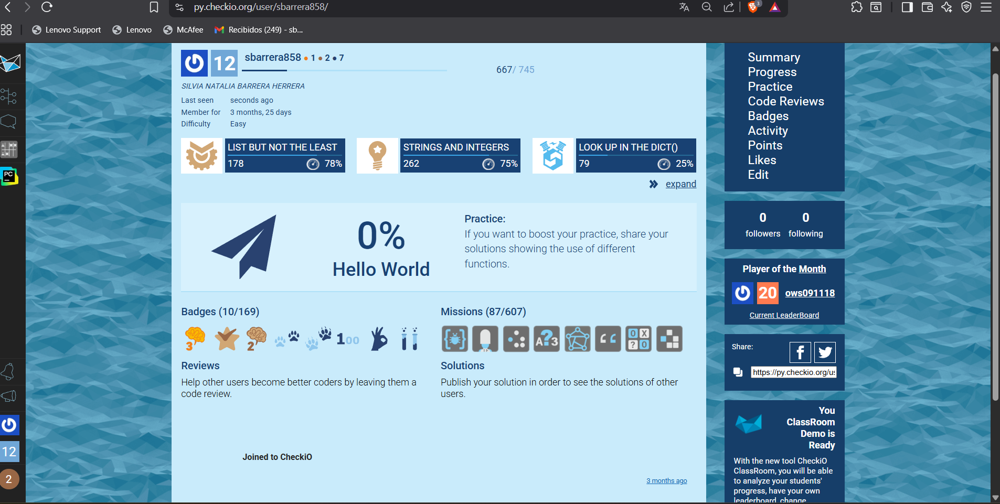 py.checkio.org/user/sbarrera858/
3
Lenovo Support
Lenovo
McAfee
Recibidos (249) - sb...
12
sbarrera858 • 1 • 2 • 7
667/ 745
SILVIA NATALIA BARRERA HERRERA
Last seen seconds ago
Member for 3 months, 25 days
Difficulty Easy
LIST BUT NOT THE LEAST
178 78%
STRINGS AND INTEGERS
262 75%
LOOK UP IN THE DICT()
79 25%
expand
0%
Hello World
Practice:
If you want to boost your practice, share your
solutions showing the use of different
functions.
Badges (10/169)
3
2
100
Missions (87/607)
A?3
0 X
? 0
Reviews
Help other users become better coders by leaving them a
code review.
Solutions
Publish your solution in order to see the solutions of other
users.
Joined to CheckiO
3 months ago
Summary
Progress
Practice
Code Reviews
Badges
Activity
Points
Likes
Edit
0 0
followers following
Player of the Month
20 ows091118
Current LeaderBoard
Share:
https://py.checkio.org/us
You
ClassRoom
Demo is
Ready
With the new tool CheckiO
ClassRoom, you will be able
to analyze your students'
progress, have your own
leaderboard, change
PC
12
2